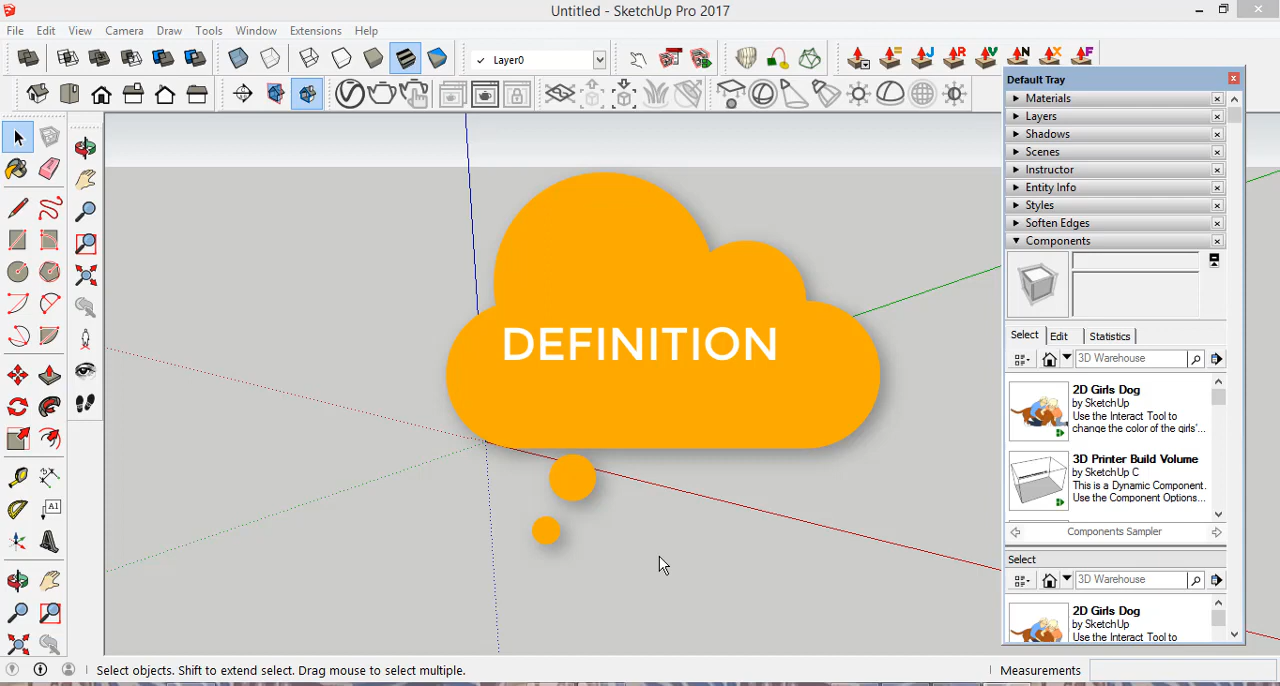 Untitled - SketchUp Pro 2017
File Edit View Camera Draw Tools Window Extensions Help
Layer0
Default Tray
Materials
Layers
Shadows
Scenes
Instructor
Entity Info
Styles
Soften Edges
Components
Select Edit Statistics
3D Warehouse
2D Girls Dog
by SketchUp
Use the Interact Tool to
change the color of the girls'...
3D Printer Build Volume
by SketchUp C
This is a Dynamic Component.
Use the Component Options...
Components Sampler
Select
3D Warehouse
2D Girls Dog
by SketchUp
Use the Interact Tool to
DEFINITION
Select objects. Shift to extend select. Drag mouse to select multiple.
Measurements